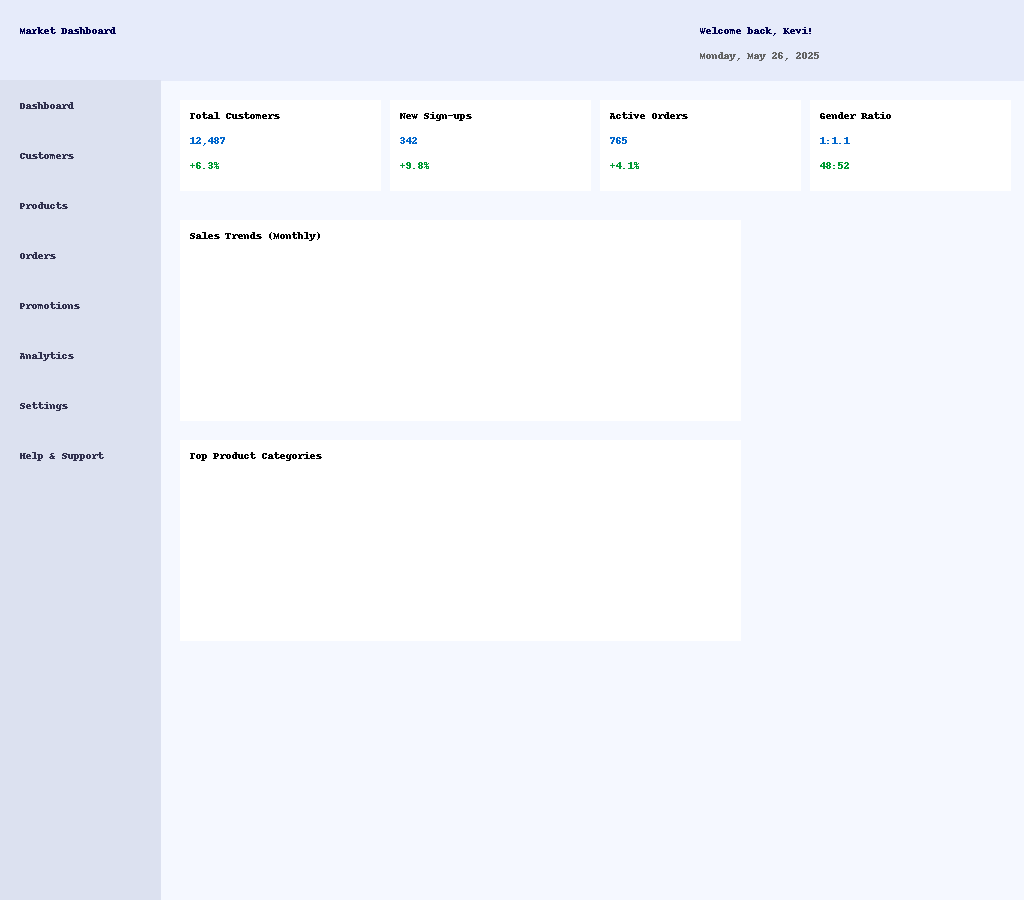 Market Dashboard
Welcome back, Kevi!
Monday, May 26, 2025
Dashboard
Customers
Products
Orders
Promotions
Analytics
Settings
Help & Support
Total Customers
12,487
+6.3%
New Sign-ups
342
+9.8%
Active Orders
765
+4.1%
Gender Ratio
1:1.1
48:52
Sales Trends (Monthly)
Top Product Categories